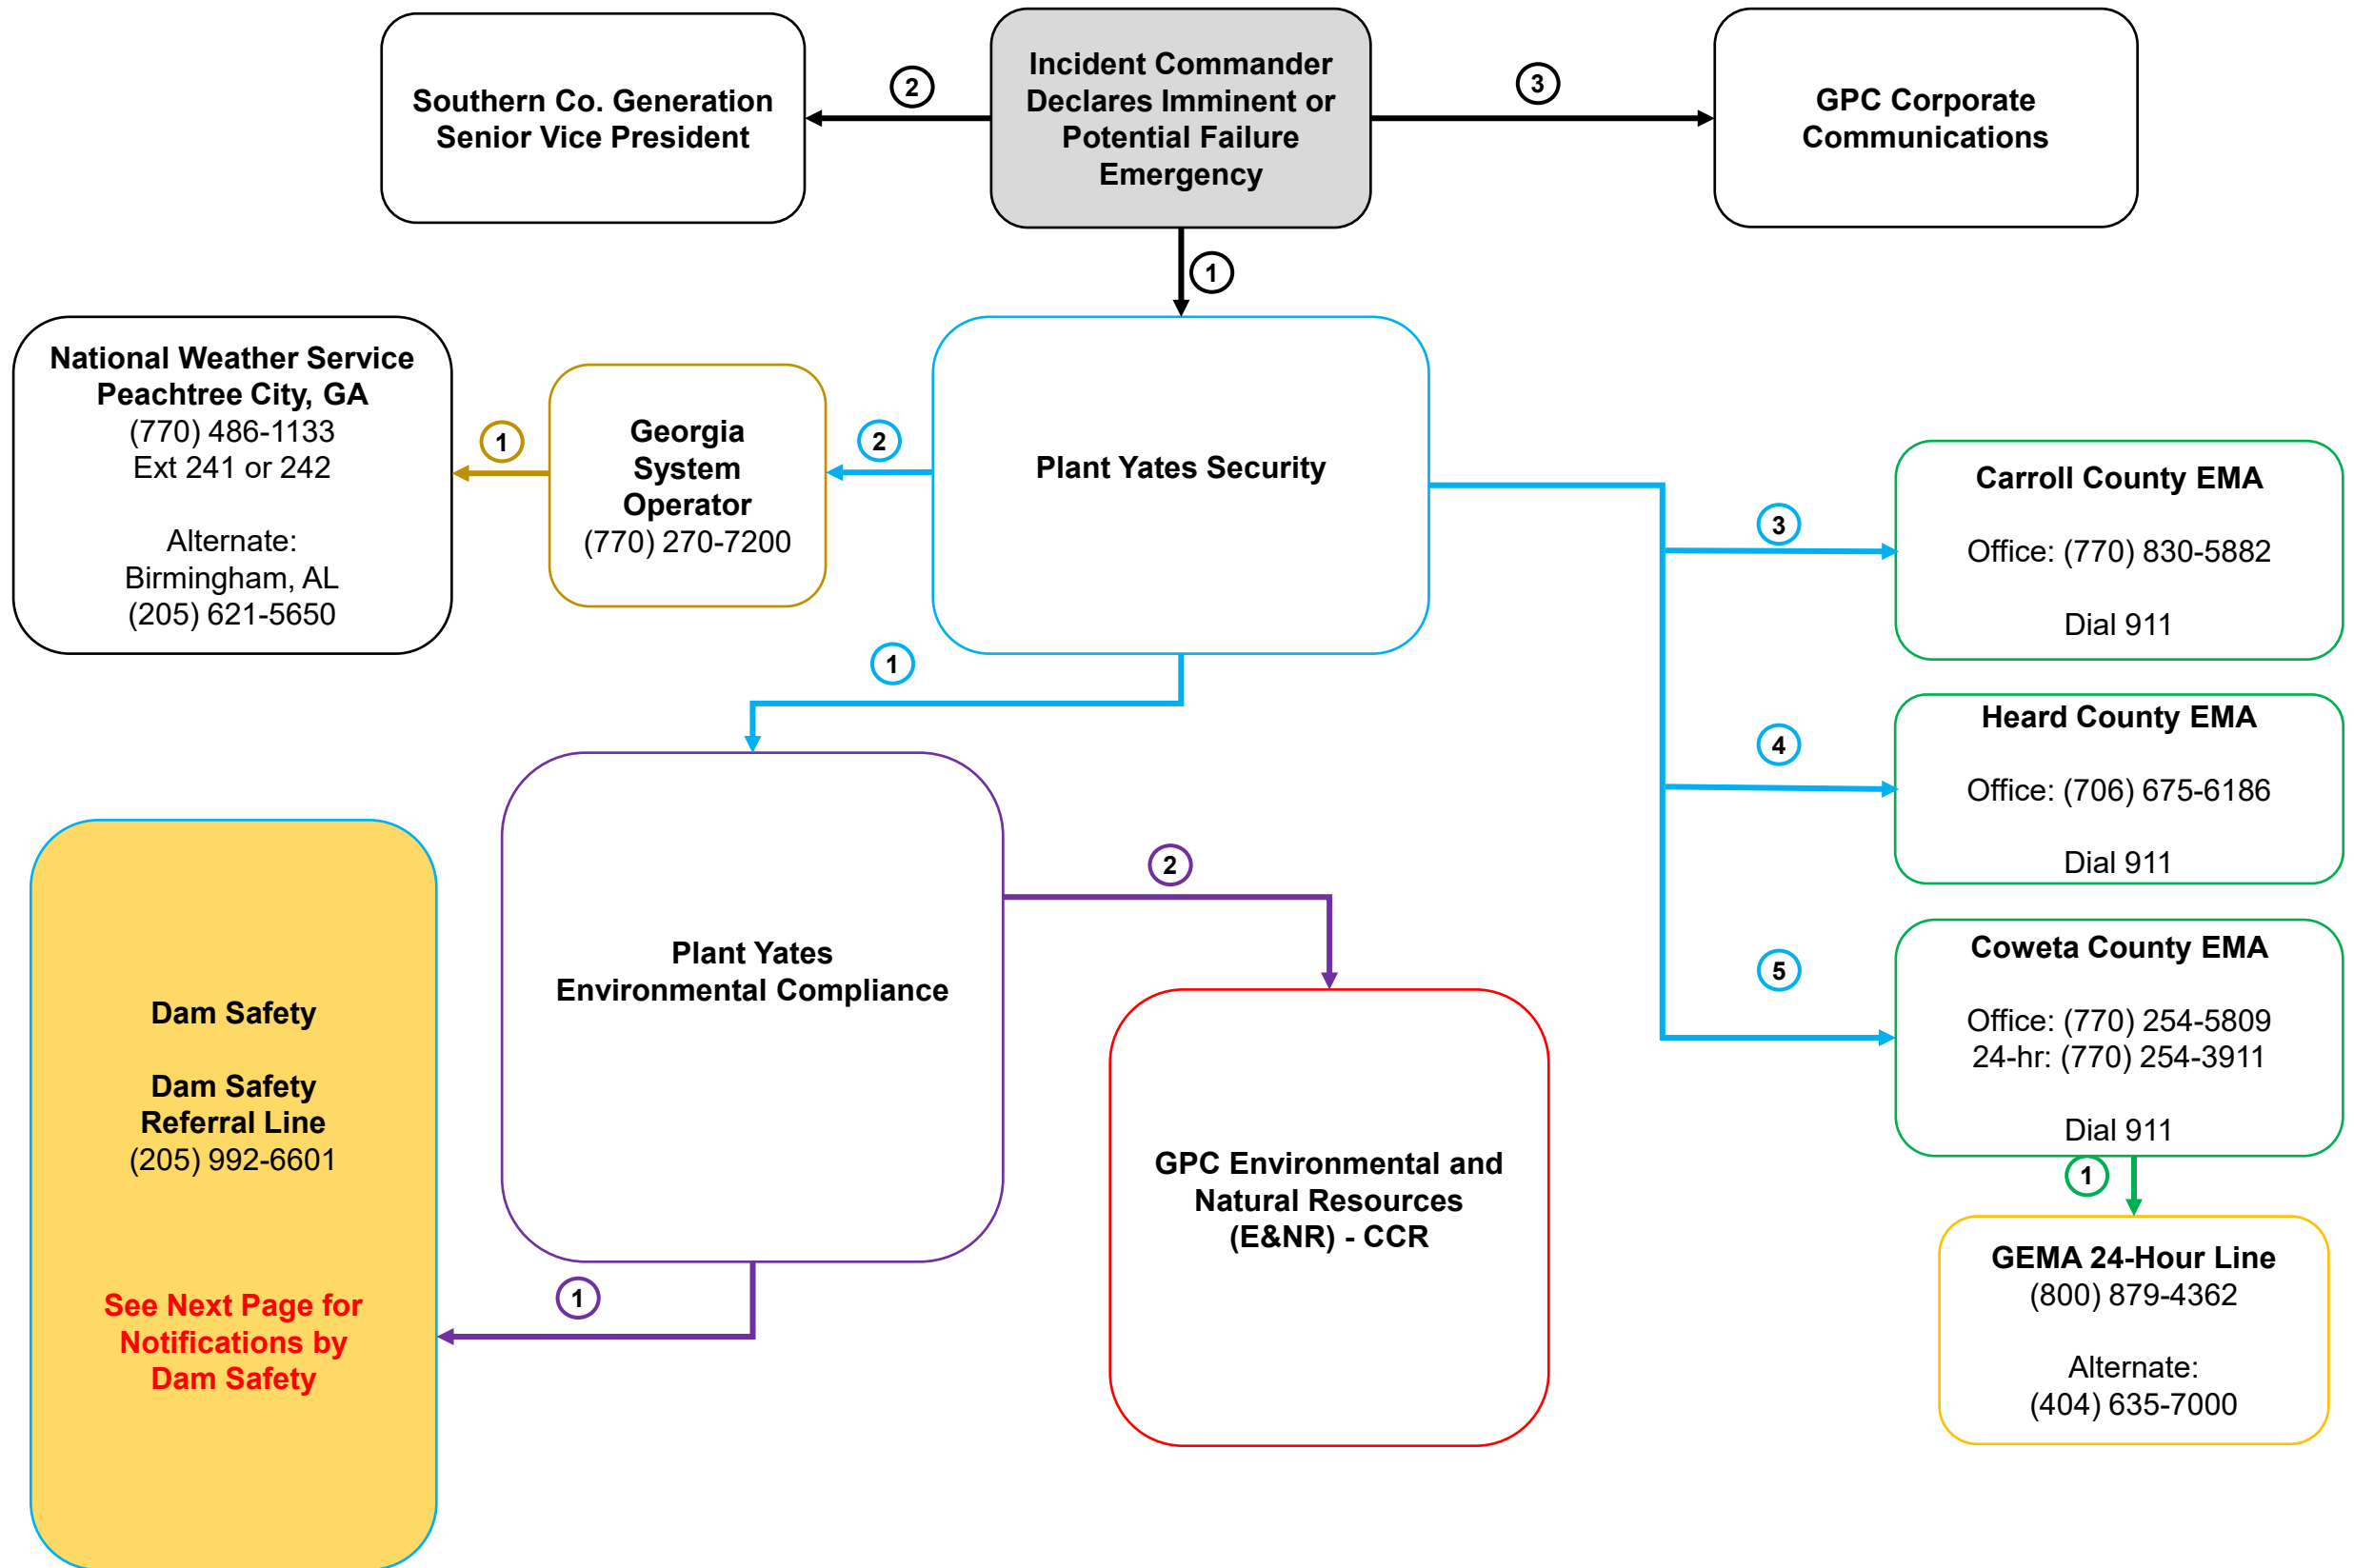 Southern Co. Generation
Senior Vice President
2
Incident Commander
Declares Imminent or
Potential Failure
Emergency
3
GPC Corporate
Communications
1
National Weather Service
Peachtree City, GA
(770) 486-1133
Ext 241 or 242
Alternate:
Birmingham, AL
(205) 621-5650
1
Georgia
System
Operator
(770) 270-7200
2
Plant Yates Security
3
Carroll County EMA
Office: (770) 830-5882
Dial 911
4
Heard County EMA
Office: (706) 675-6186
Dial 911
5
Coweta County EMA
Office: (770) 254-5809
24-hr: (770) 254-3911
Dial 911
1
GEMA 24-Hour Line
(800) 879-4362
Alternate:
(404) 635-7000
1
Plant Yates
Environmental Compliance
2
GPC Environmental and
Natural Resources
(E&NR) - CCR
1
Dam Safety
Dam Safety
Referral Line
(205) 992-6601
See Next Page for
Notifications by
Dam Safety